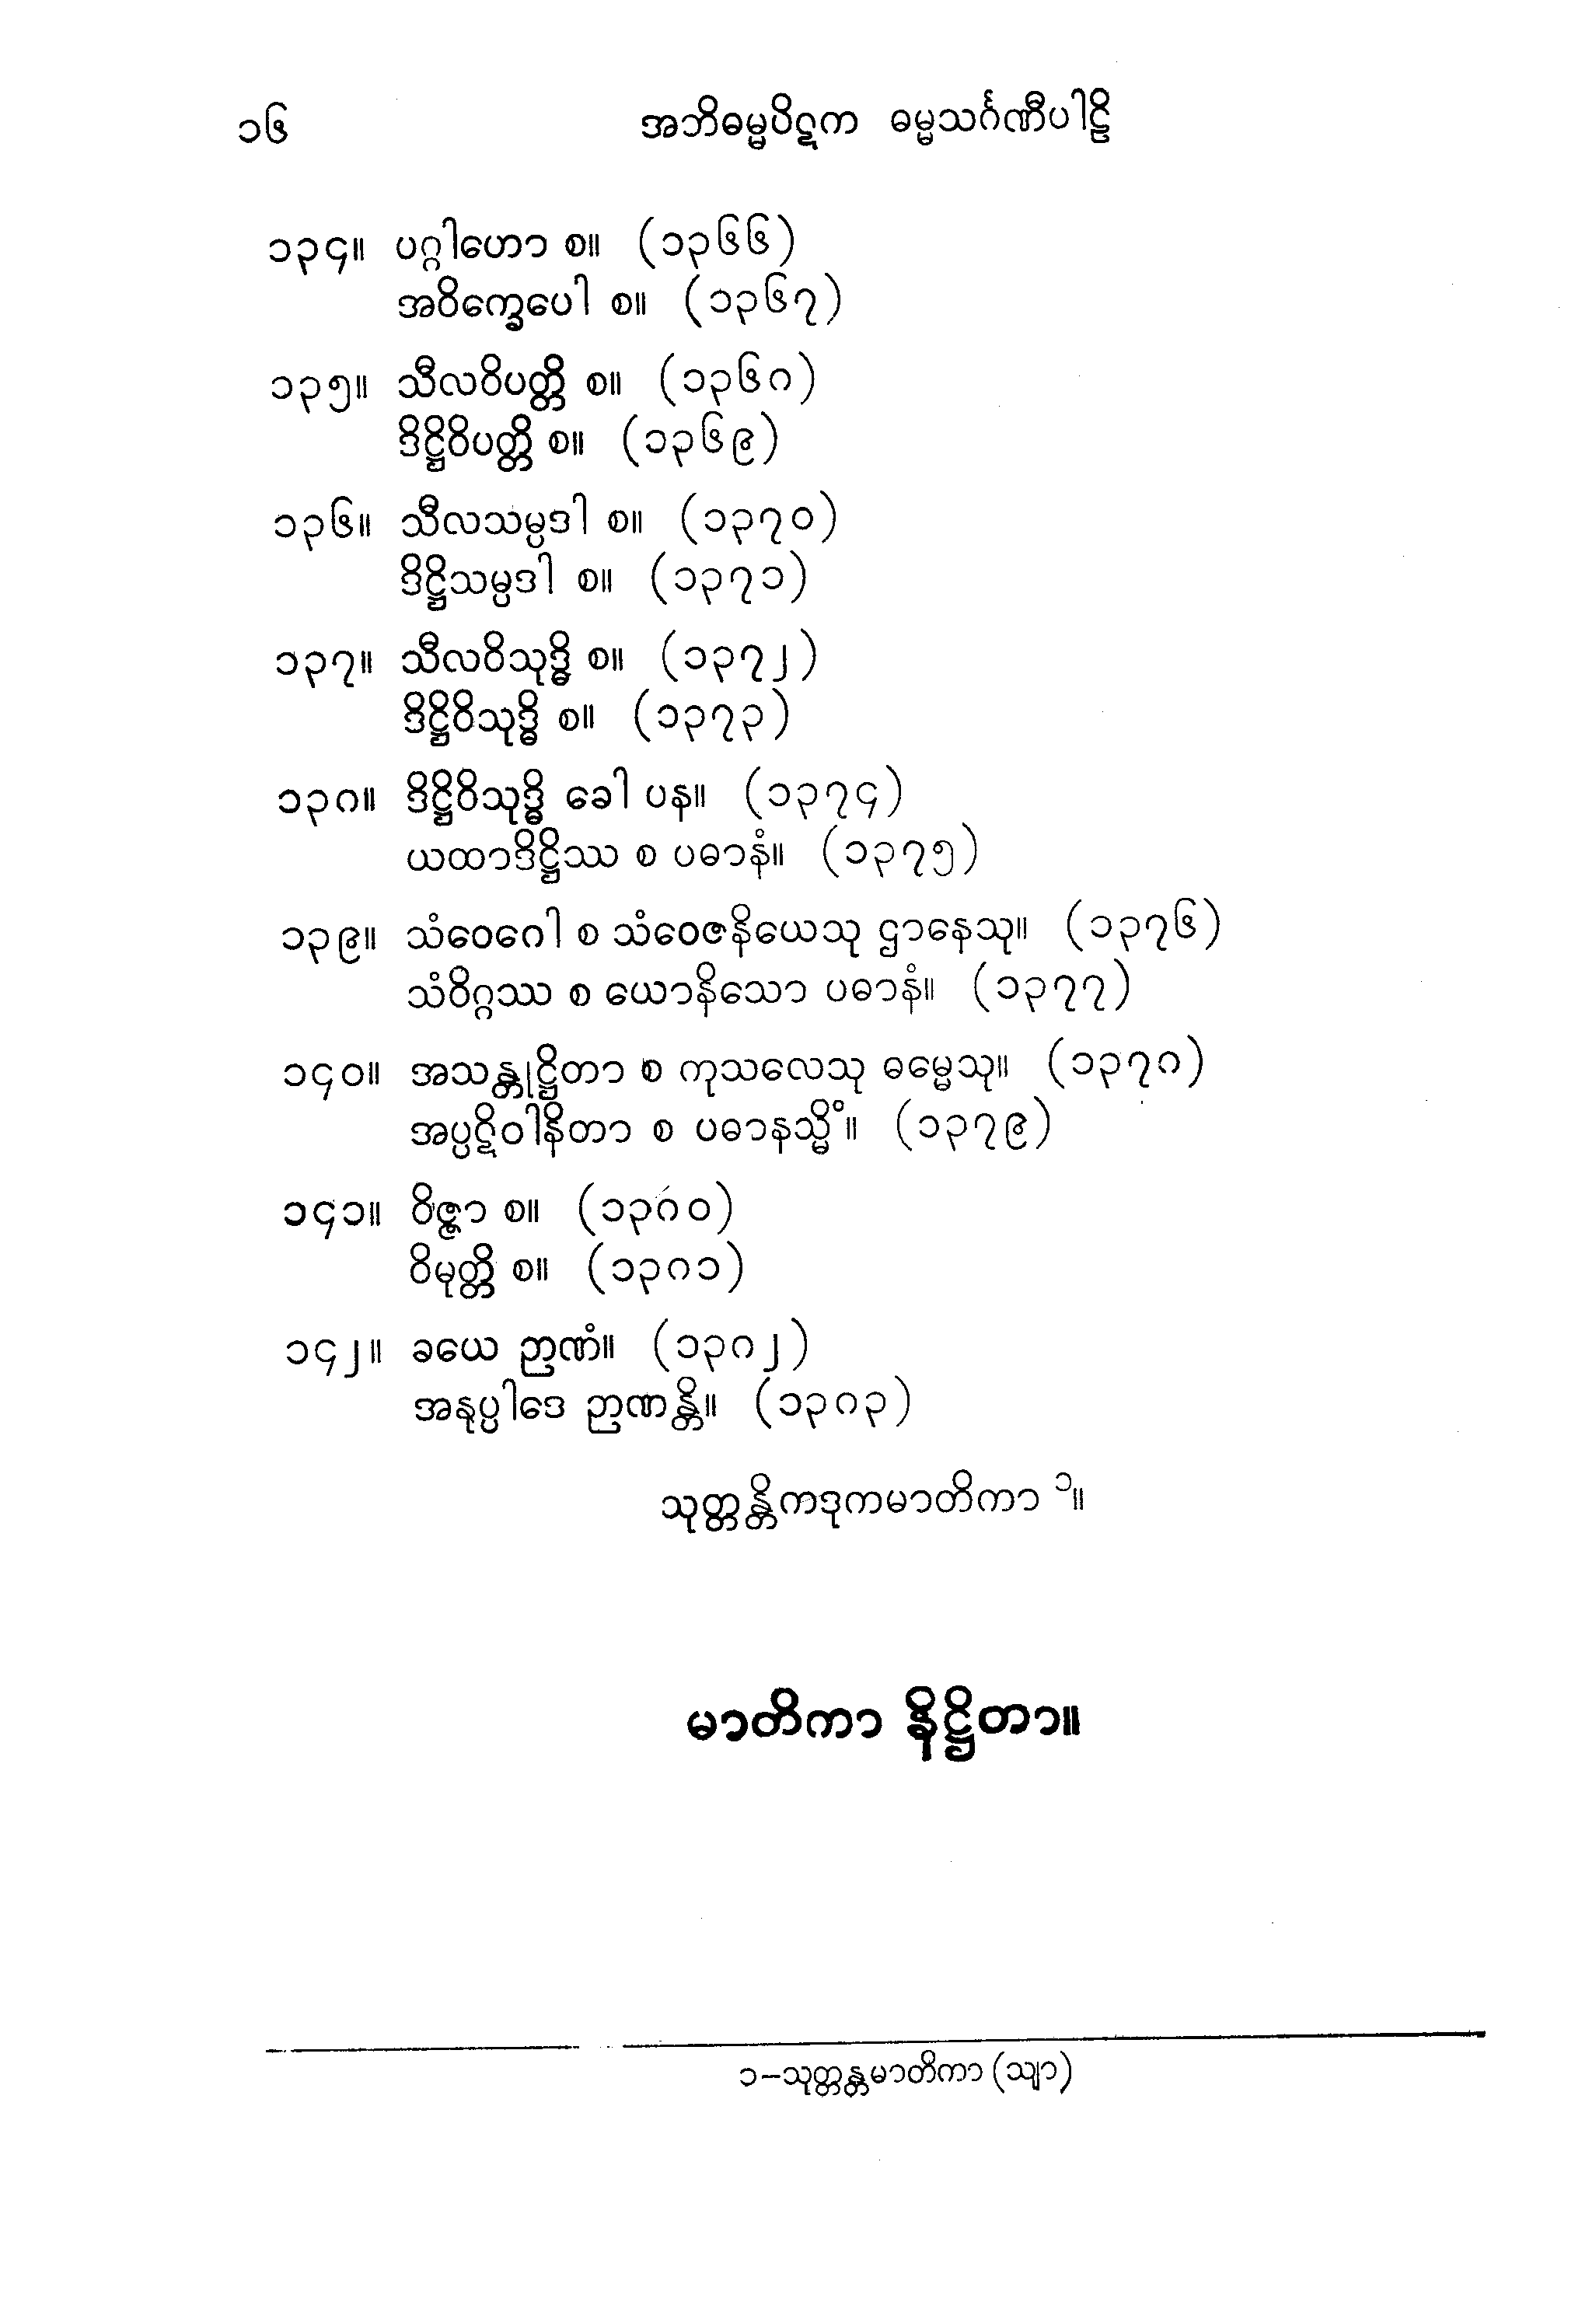 ၁၆ အဘိဓမ္မပိဋက ဓမ္မသင်္ဂဏီပါဠိ
၁၃၄။ ပဂ္ဂါဟော စ။ (၁၃၆၆)
အဝိက္ခေပေါ စ။ (၁၃၆၇)
၁၃၅။ သီလဝိပတ္တိ စ။ (၁၃၆၈)
ဒိဋ္ဌိဝိပတ္တိ စ။ (၁၃၆၉)
၁၃၆။ သီလသမ္ပဒါ စ။ (၁၃၇၀)
ဒိဋ္ဌိသမ္ပဒါ စ။ (၁၃၇၁)
၁၃၇။ သီလဝိသုဒ္ဓိ စ။ (၁၃၇၂)
ဒိဋ္ဌိဝိသုဒ္ဓိ စ။ (၁၃၇၃)
၁၃၈။ ဒိဋ္ဌိဝိသုဒ္ဓိ ခေါ ပန။ (၁၃၇၄)
ယထာဒိဋ္ဌိဿ စ ပဓာနံ။ (၁၃၇၅)
၁၃၉။ သံဝေဂေါ စ သံဝေဇနိယေသု ဌာနေသု။ (၁၃၇၆)
သံဝိဂ္ဂဿ စ ယောနိသော ပဓာနံ။ (၁၃၇၇)
၁၄၀။ အသန္တုဋ္ဌိတာ စ ကုသလေသု ဓမ္မေသု။ (၁၃၇၈)
အပ္ပဋိဝါနိတာ စ ပဓာနသ္မိံ။ (၁၃၇၉)
၁၄၁။ ဝိဇ္ဇာ စ။ (၁၃၈၀)
ဝိမုတ္တိ စ။ (၁၃၈၁)
၁၄၂။ ခယေ ဉာဏံ။ (၁၃၈၂)
အနုပ္ပါဒေ ဉာဏန္တိ။ (၁၃၈၃)
သုတ္တန္တိကဒုကမာတိကာ ၁။
မာတိကာ နိဋ္ဌိတာ။
၁–သုတ္တန္တမာတိကာ (သျာ)